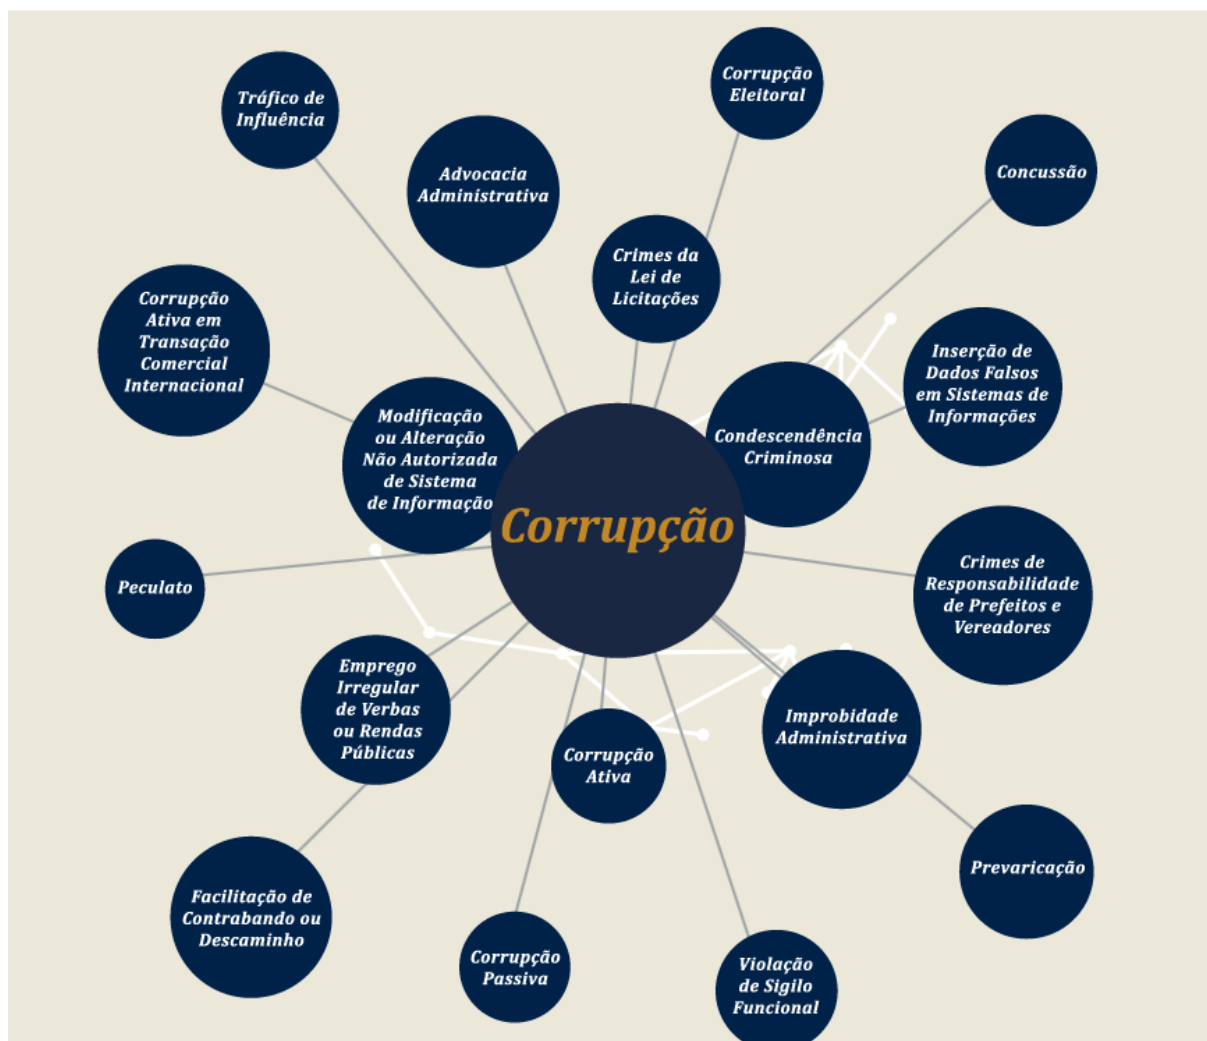 Corrupção
Eleitoral
Tráfico de
Influência
Advocacia
Administrativa
Concussão
Crimes da
Lei de
Licitações
Corrupção
Ativa em
Transação
Comercial
Internacional
Inserção de
Dados Falsos
em Sistemas de
Informações
Modificação
ou Alteração
Não Autorizada
de Sistema
de Informação
Condescendência
Criminosa
Corrupção
Peculato
Crimes de
Responsabilidade
de Prefeitos e
Vereadores
Emprego
Irregular
de Verbas
ou Rendas
Públicas
Corrupção
Ativa
Improbidade
Administrativa
Prevaricação
Facilitação de
Contrabando ou
Descaminho
Corrupção
Passiva
Violação
de Sigilo
Funcional